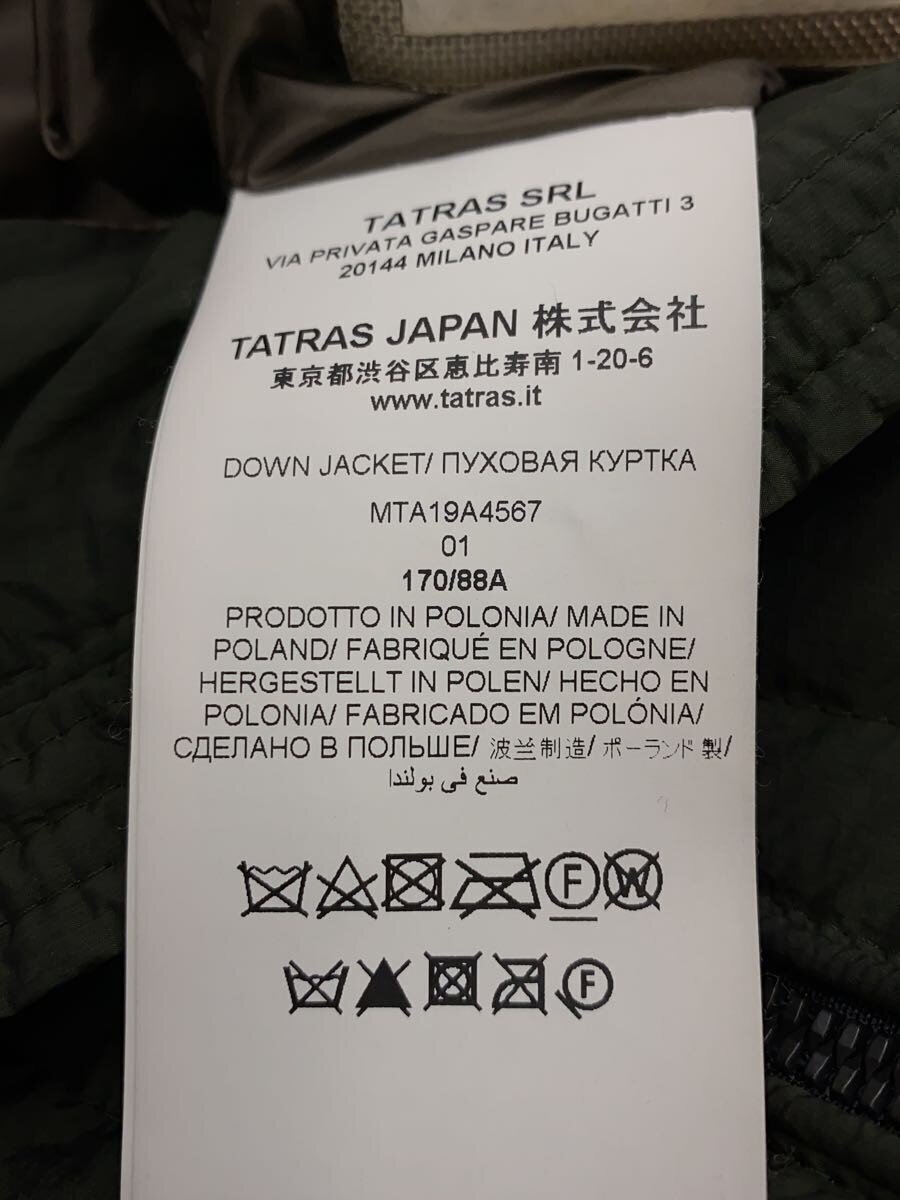 TATRAS SRL
VIA PRIVATA GASPARE BUGATTI 3
20144 MILANO ITALY
TATRAS JAPAN 株式会社
東京都渋谷区恵比寿南 1-20-6
www.tatras.it
DOWN JACKET/ ПУХОВАЯ КУРТКА
MTA19A4567
01
170/88A
PRODOTTO IN POLONIA/ MADE IN
POLAND/ FABRIQUÉ EN POLOGNE/
HERGESTELLT IN POLEN/ HECHO EN
POLONIA/ FABRICADO EM POLÓNIA/
СДЕЛАНО В ПОЛЬШЕ/ 波兰制造/ ポーランド製/
صنع في بولندا
F W
F